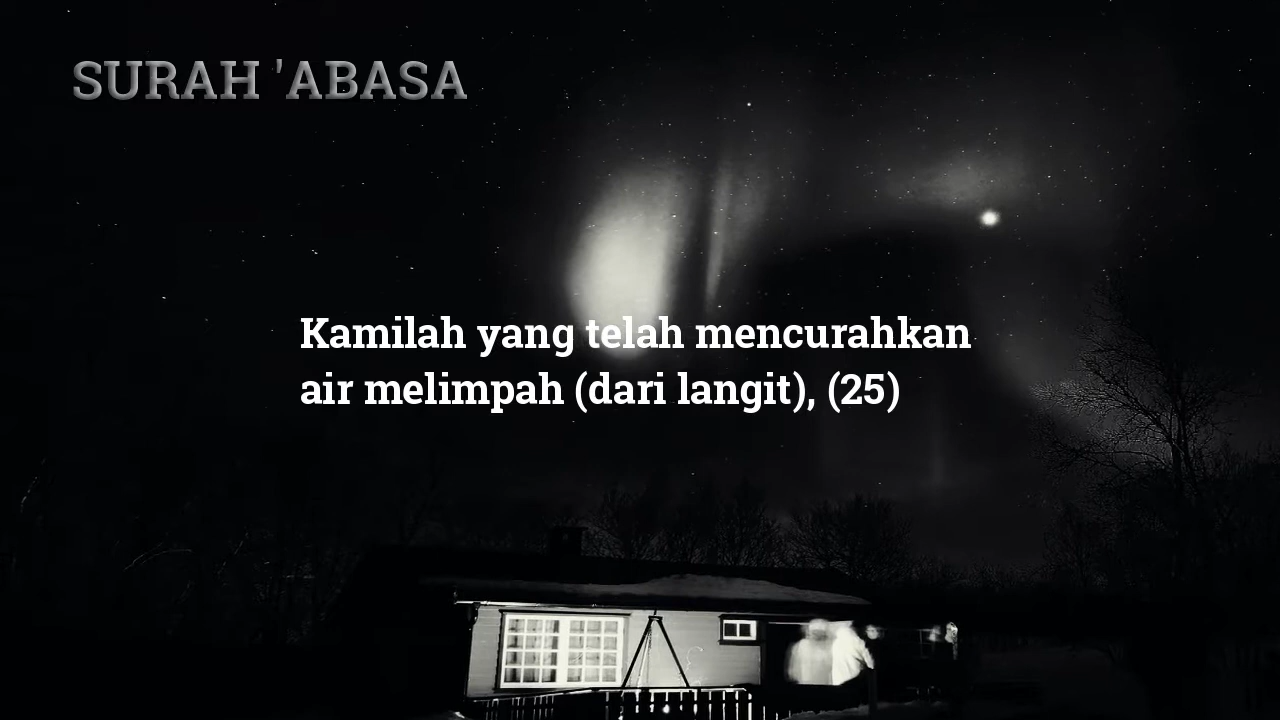 SURAH 'ABASA
Kamilah yang telah mencurahkan
air melimpah (dari langit), (25)